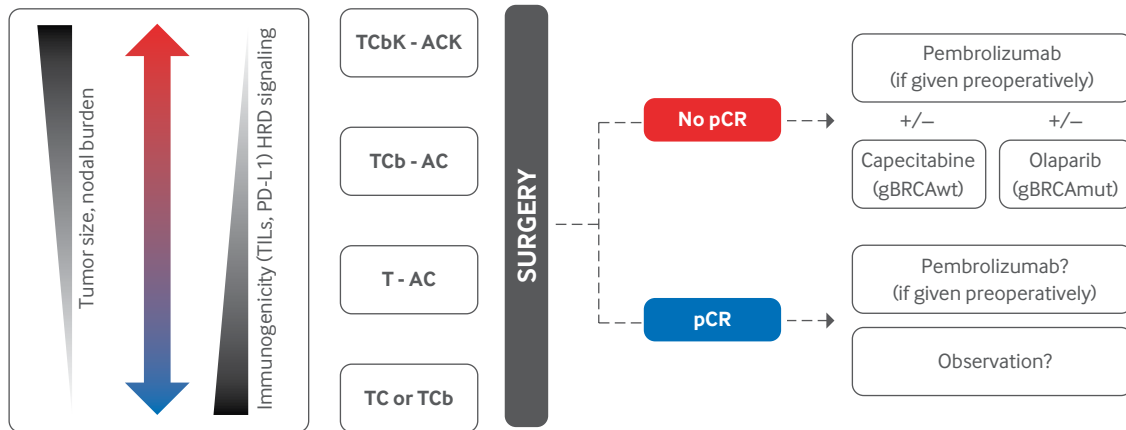 Tumor size, nodal burden
Immunogenicity (TILs, PD-L1) HRD signaling
TCbK - ACK
TCb - AC
T - AC
TC or TCb
SURGERY
No pCR
pCR
Pembrolizumab
(if given preoperatively)
+/–
+/–
Capecitabine
(gBRCAwt)
Olaparib
(gBRCAmut)
Pembrolizumab?
(if given preoperatively)
Observation?